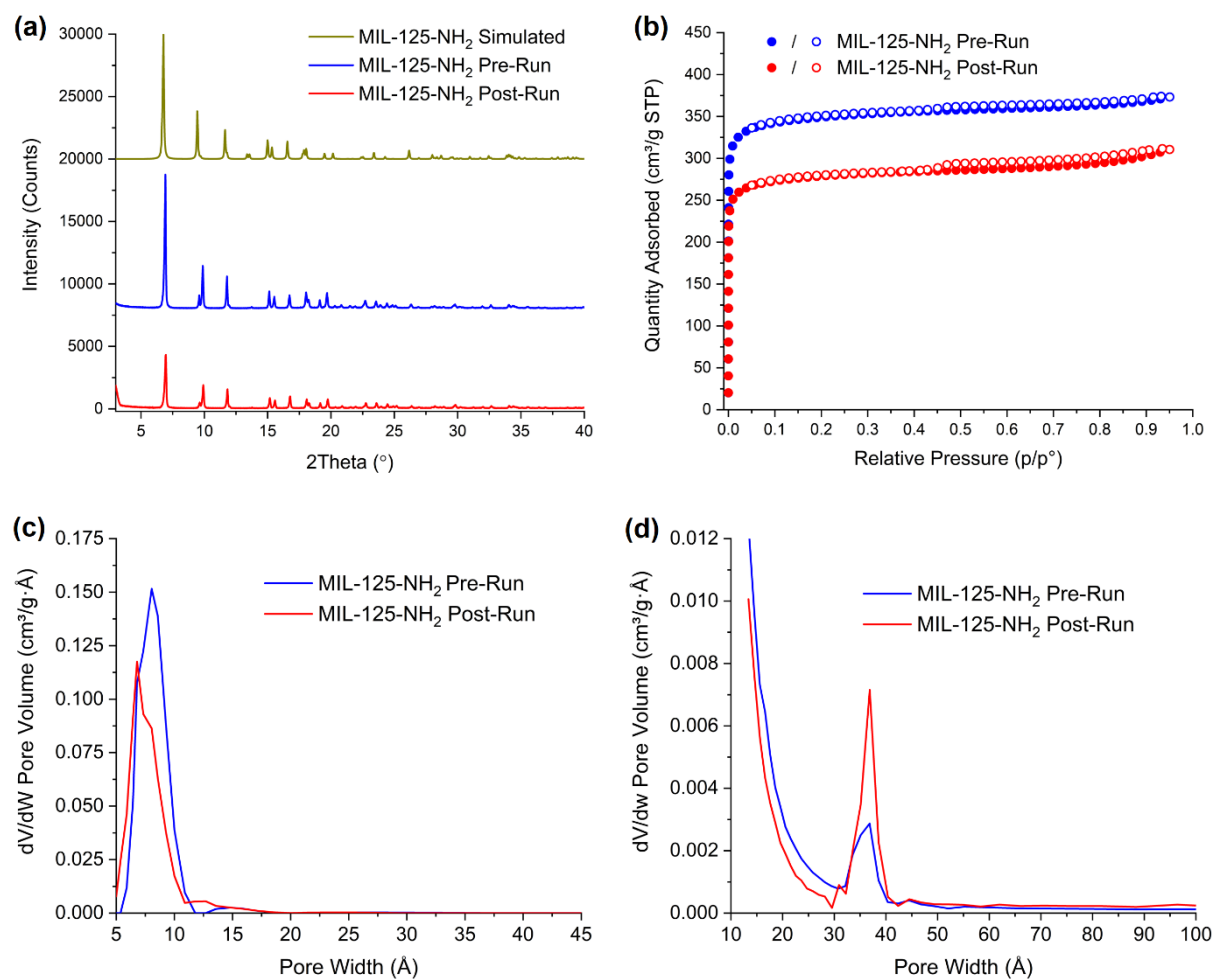 (a)
MIL-125-NH₂ Simulated
MIL-125-NH₂ Pre-Run
MIL-125-NH₂ Post-Run
Intensity (Counts)
30000
25000
20000
15000
10000
5000
0
5 10 15 20 25 30 35 40
2Theta (°)
(b)
/ MIL-125-NH₂ Pre-Run
/ MIL-125-NH₂ Post-Run
Quantity Adsorbed (cm³/g STP)
450
400
350
300
250
200
150
100
50
0
0.0 0.1 0.2 0.3 0.4 0.5 0.6 0.7 0.8 0.9 1.0
Relative Pressure (p/p°)
(c)
MIL-125-NH₂ Pre-Run
MIL-125-NH₂ Post-Run
dV/dW Pore Volume (cm³/g·Å)
0.175
0.150
0.125
0.100
0.075
0.050
0.025
0.000
5 10 15 20 25 30 35 40 45
Pore Width (Å)
(d)
MIL-125-NH₂ Pre-Run
MIL-125-NH₂ Post-Run
dV/dw Pore Volume (cm³/g·Å)
0.012
0.010
0.008
0.006
0.004
0.002
0.000
10 20 30 40 50 60 70 80 90 100
Pore Width (Å)